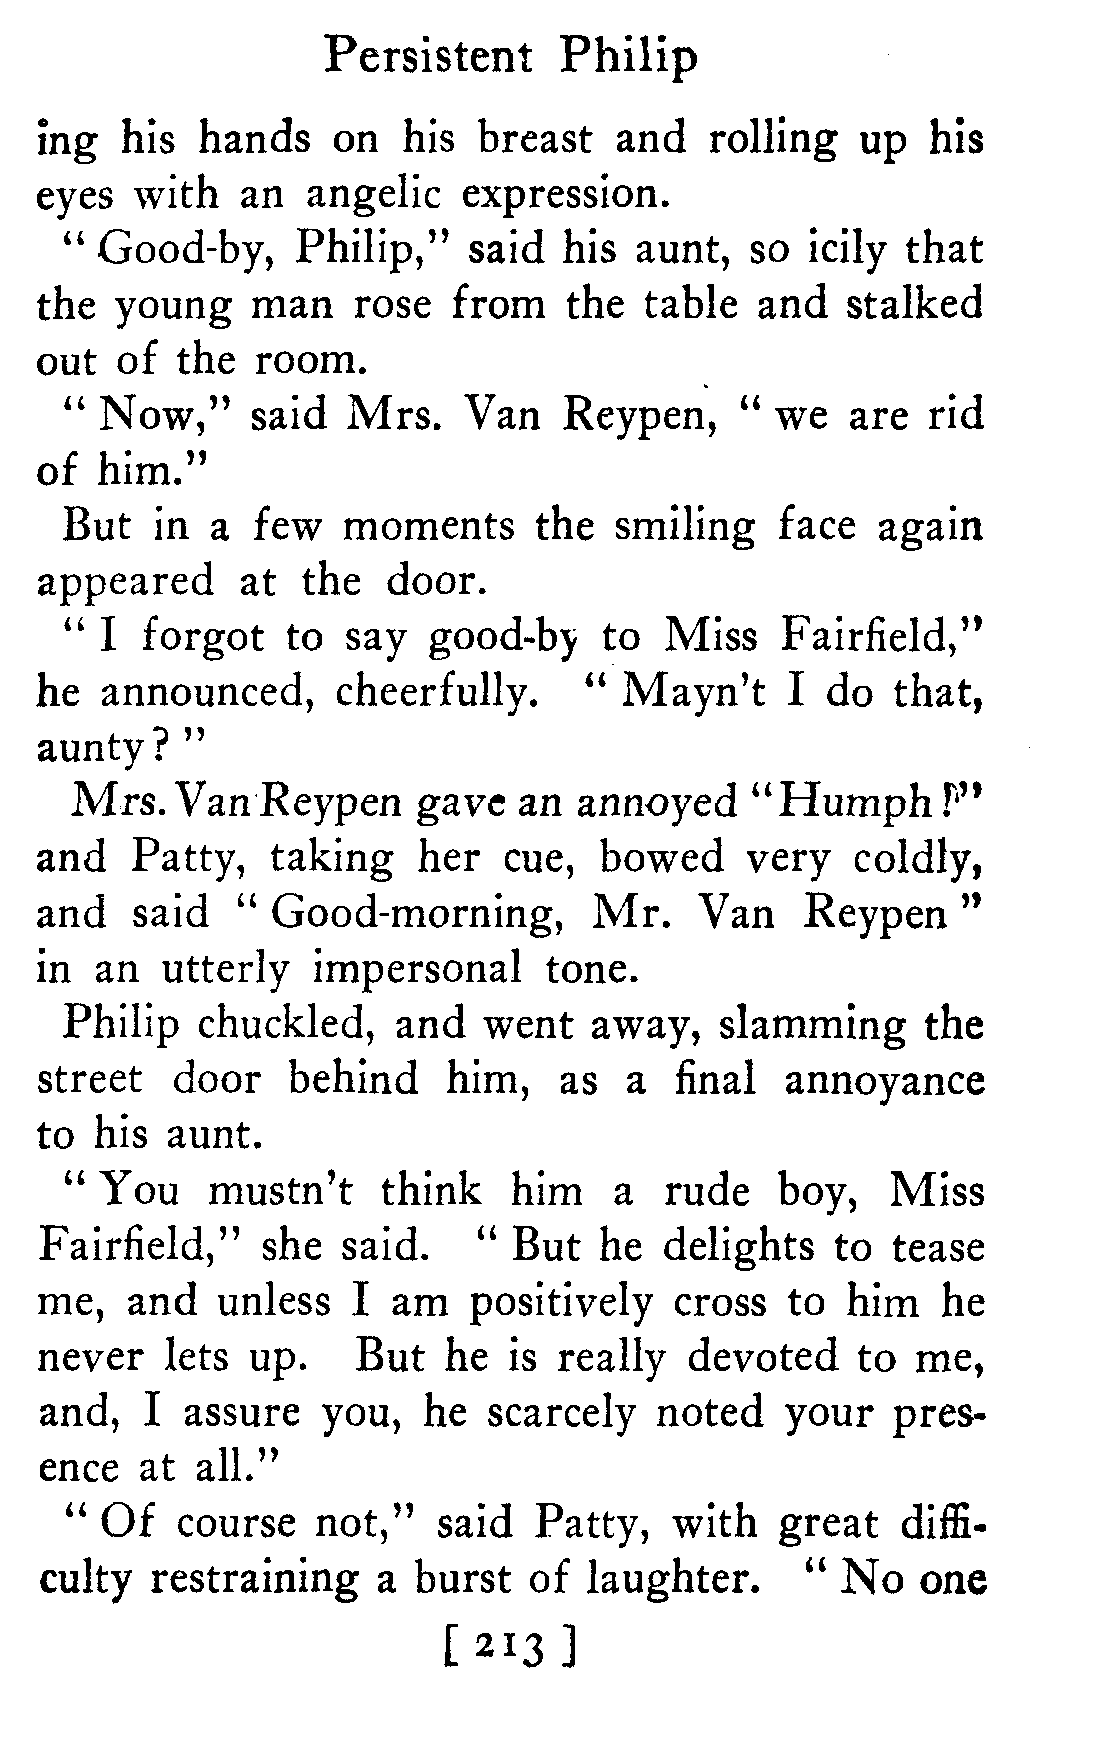 Persistent Philip
ing his hands on his breast and rolling up his
eyes with an angelic expression.
" Good-by, Philip," said his aunt, so icily that
the young man rose from the table and stalked
out of the room.
" Now," said Mrs. Van Reypen, " we are rid
of him."
But in a few moments the smiling face again
appeared at the door.
" I forgot to say good-by to Miss Fairfield,"
he announced, cheerfully. " Mayn't I do that,
aunty? "
Mrs. Van Reypen gave an annoyed "Humph!"
and Patty, taking her cue, bowed very coldly,
and said " Good-morning, Mr. Van Reypen "
in an utterly impersonal tone.
Philip chuckled, and went away, slamming the
street door behind him, as a final annoyance
to his aunt.
" You mustn't think him a rude boy, Miss
Fairfield," she said. " But he delights to tease
me, and unless I am positively cross to him he
never lets up. But he is really devoted to me,
and, I assure you, he scarcely noted your pres-
ence at all."
" Of course not," said Patty, with great diffi-
culty restraining a burst of laughter. " No one
[ 213 ]